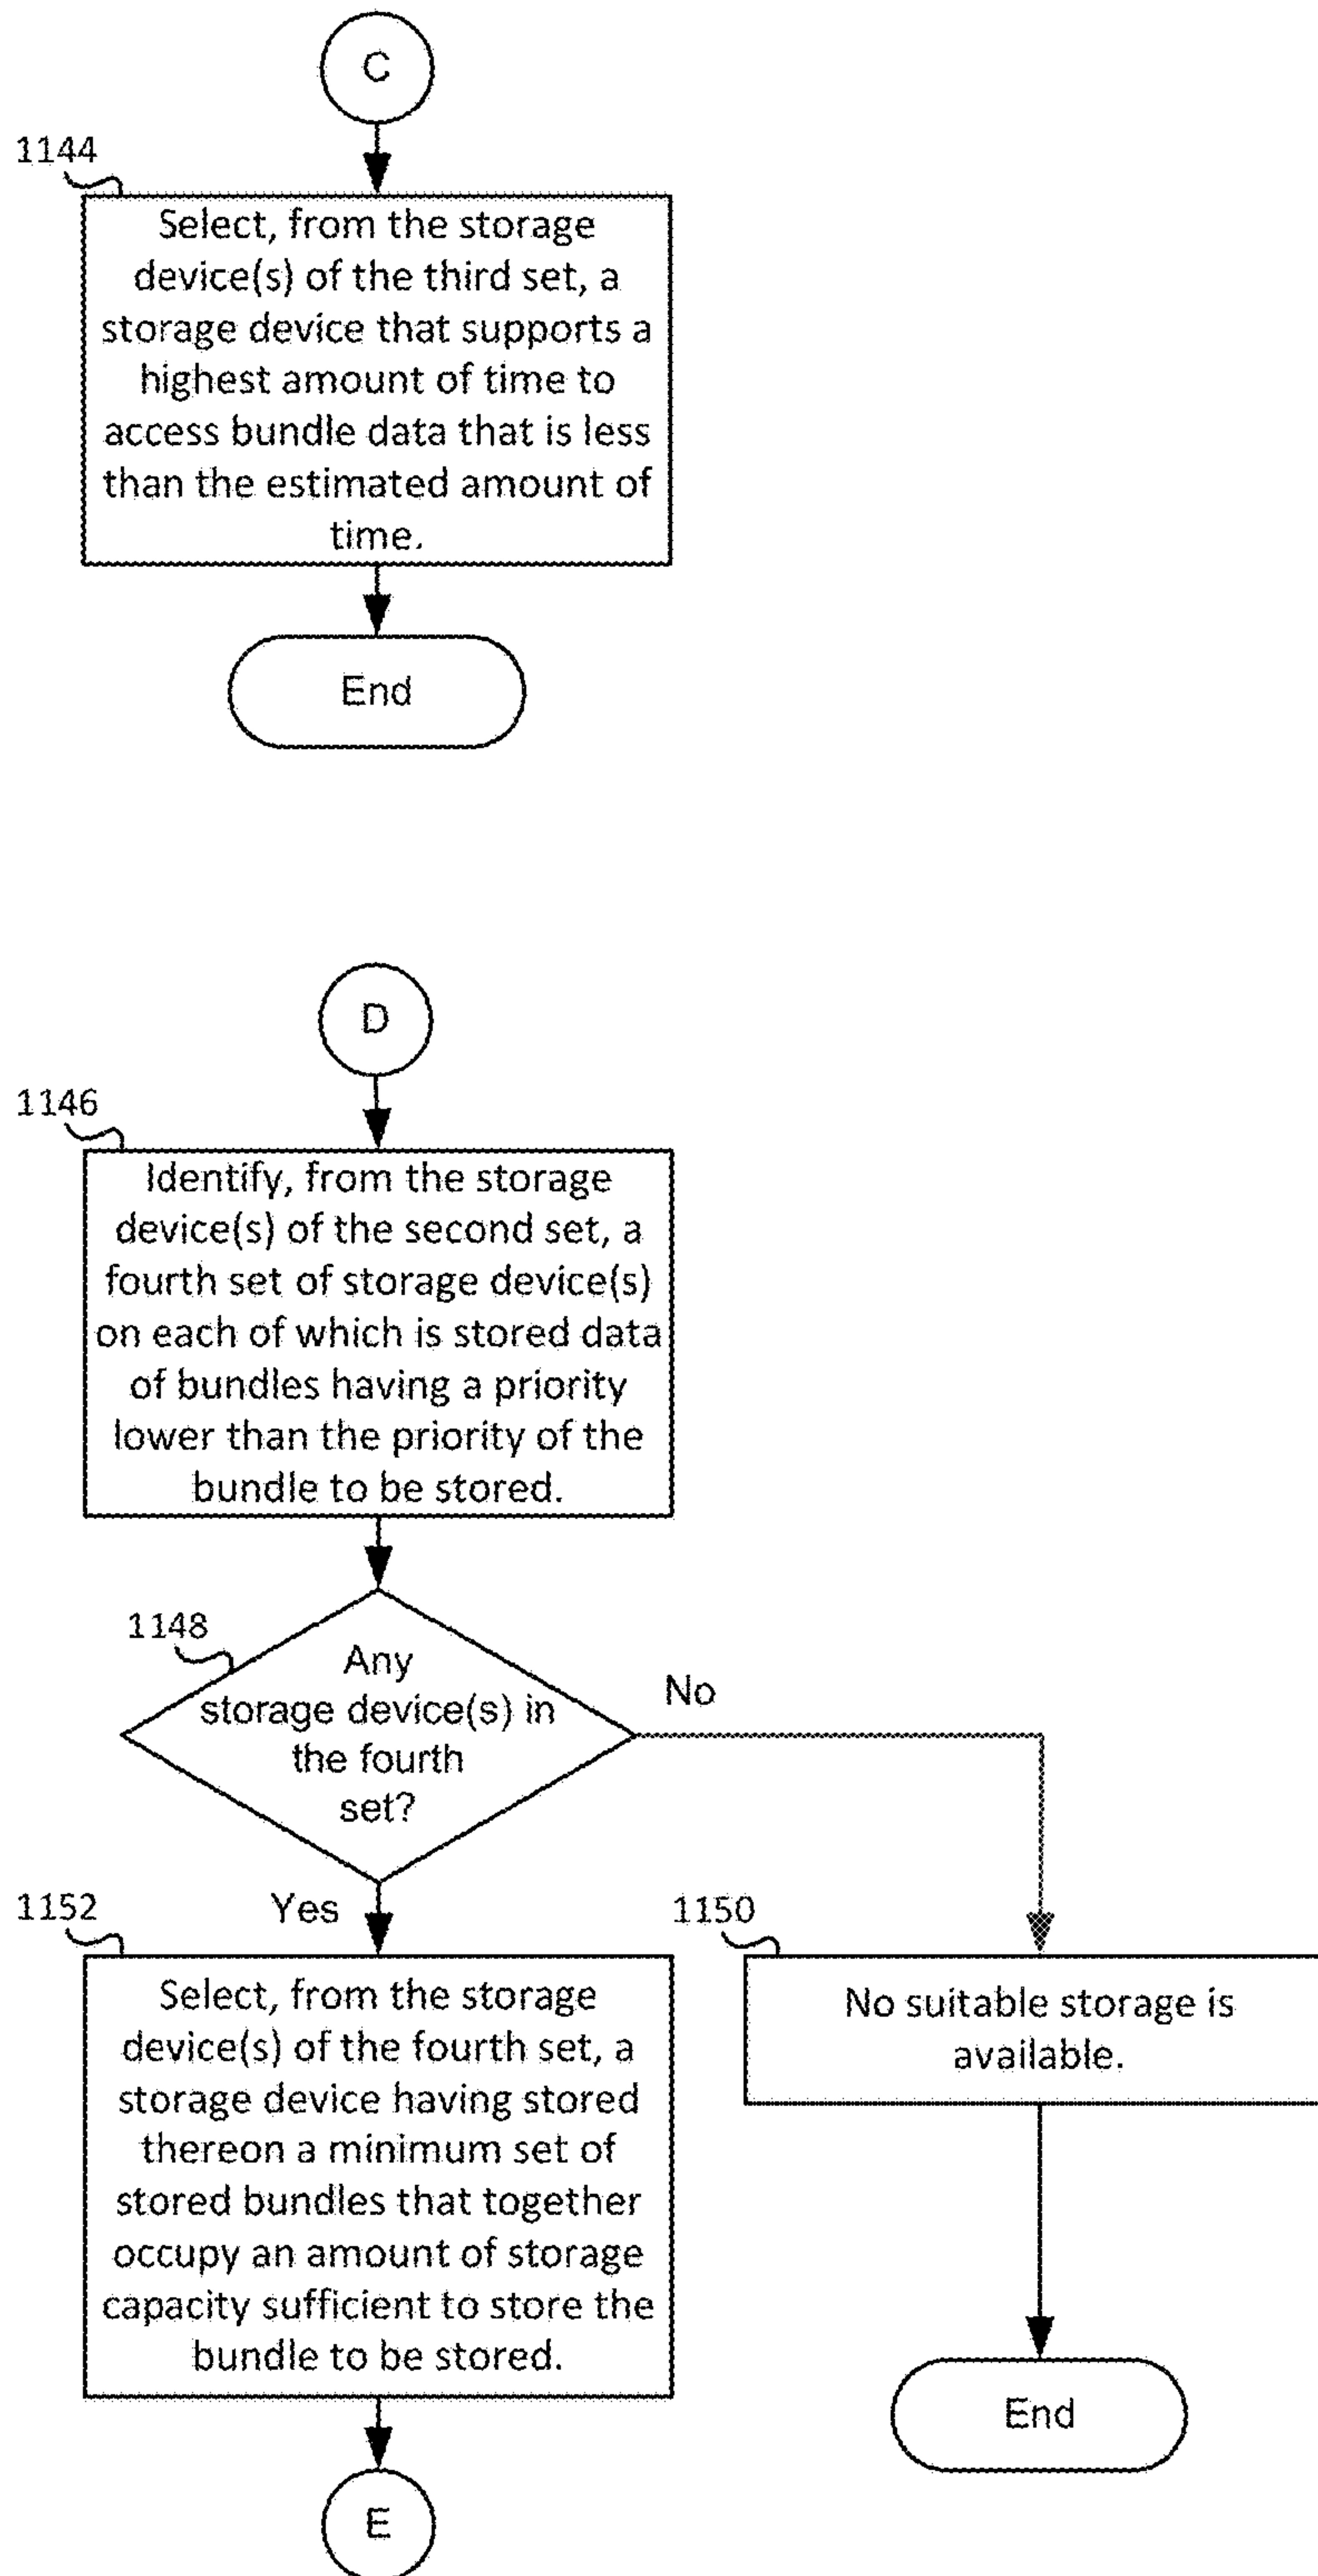 C
1144
Select, from the storage
device(s) of the third set, a
storage device that supports a
highest amount of time to
access bundle data that is less
than the estimated amount of
time.
End
D
1146
Identify, from the storage
device(s) of the second set, a
fourth set of storage device(s)
on each of which is stored data
of bundles having a priority
lower than the priority of the
bundle to be stored.
1148
Any
storage device(s) in
the fourth
set?
No
Yes
1152
Select, from the storage
device(s) of the fourth set, a
storage device having stored
thereon a minimum set of
stored bundles that together
occupy an amount of storage
capacity sufficient to store the
bundle to be stored.
E
1150
No suitable storage is
available.
End